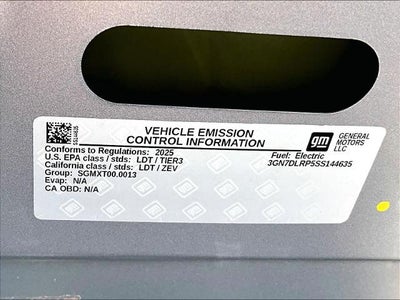 VEHICLE EMISSION
CONTROL INFORMATION
Conforms to Regulations: 2025
U.S. EPA class / stds: LDT / TIER3
California class / stds: LDT / ZEV
Group: SGMXT00.0013
Evap: N/A
CA OBD: N/A
gm
GENERAL
MOTORS
LLC
Fuel: Electric
3GN7DLRP5SS144635